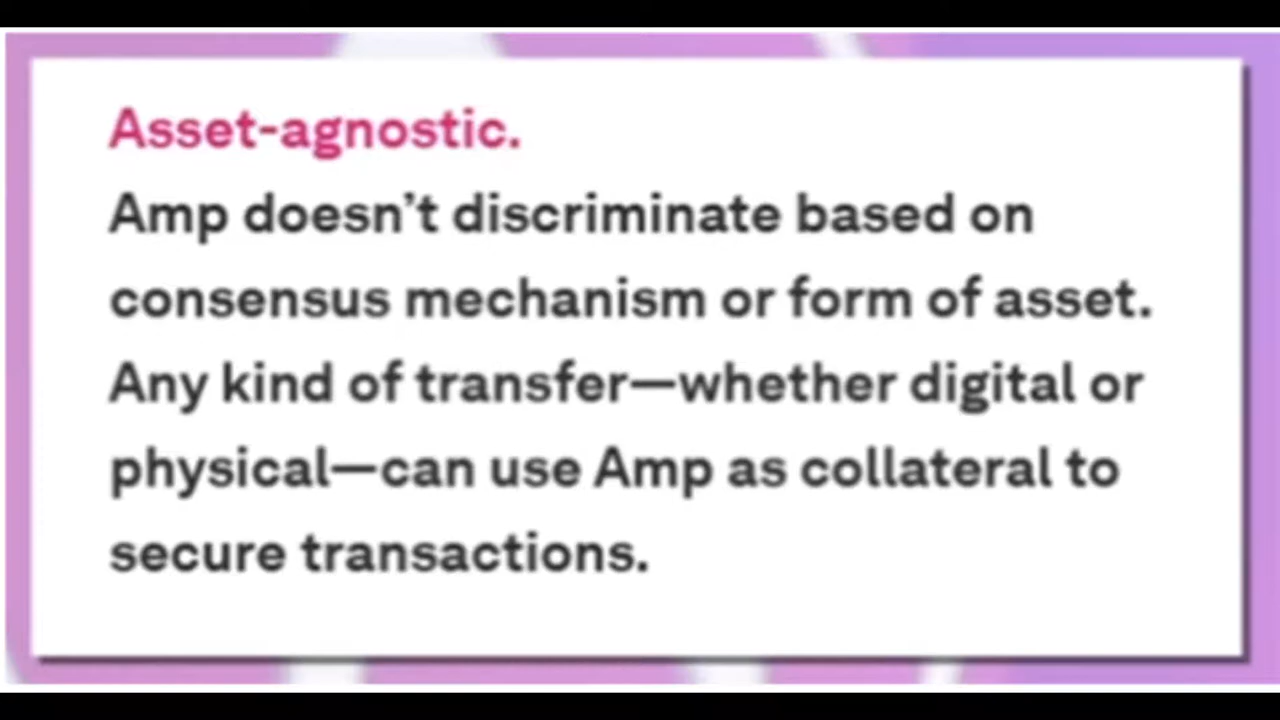 Asset-agnostic.
Amp doesn’t discriminate based on
consensus mechanism or form of asset.
Any kind of transfer—whether digital or
physical—can use Amp as collateral to
secure transactions.